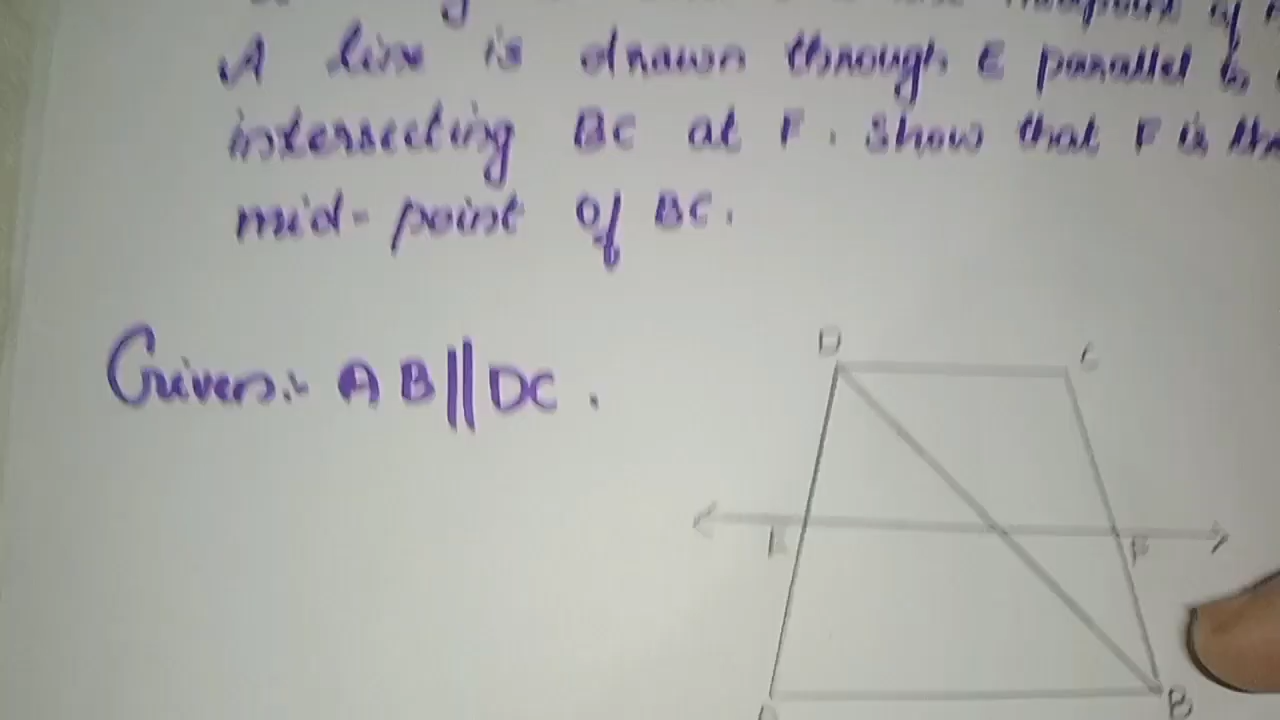 A line is drawn through E parallel
intersecting BC at F. Show that F is the
mid-point of BC.
Given:- AB||DC.
D C
E F
B